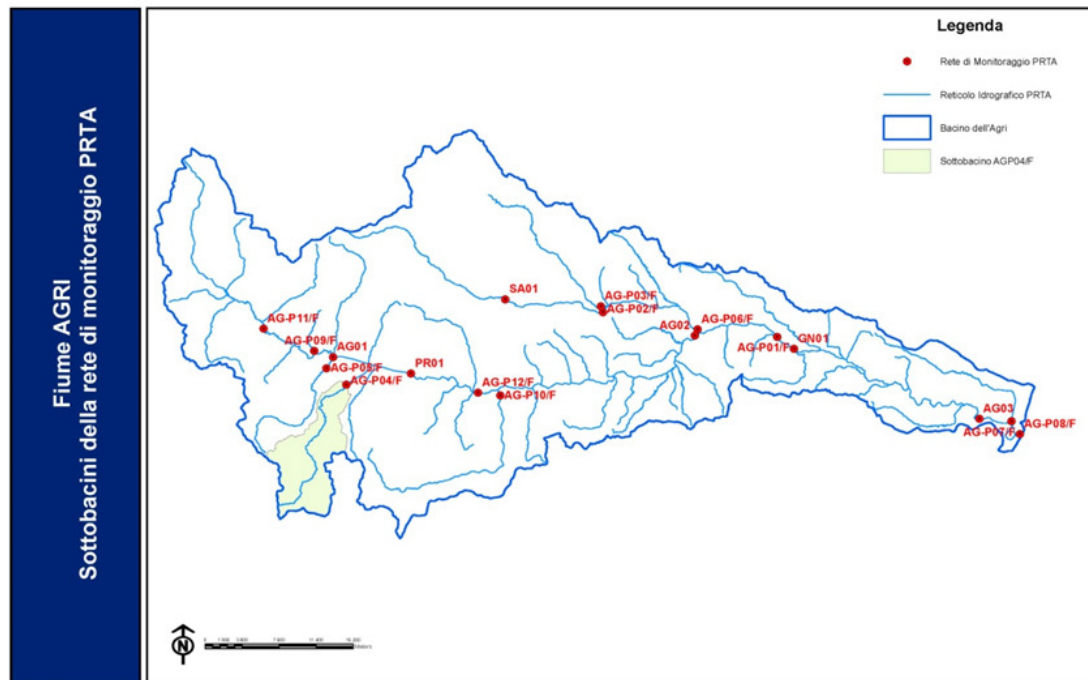 Fiume AGRI
Sottobacini della rete di monitoraggio PRTA
Legenda
Rete di Monitoraggio PRTA
Reticolo Idrografico PRTA
Bacino dell'Agri
Sottobacino AGP04/F
SA01
AG-P03/F
AG-P02/F
AG-P11/F
AG02
AG-P06/F
AG-P09/F
AG01
AG-P01/F
GN01
AG-P05/F
PR01
AG-P04/F
AG-P12/F
AG-P10/F
AG03
AG-P07/F
AG-P08/F
N
0